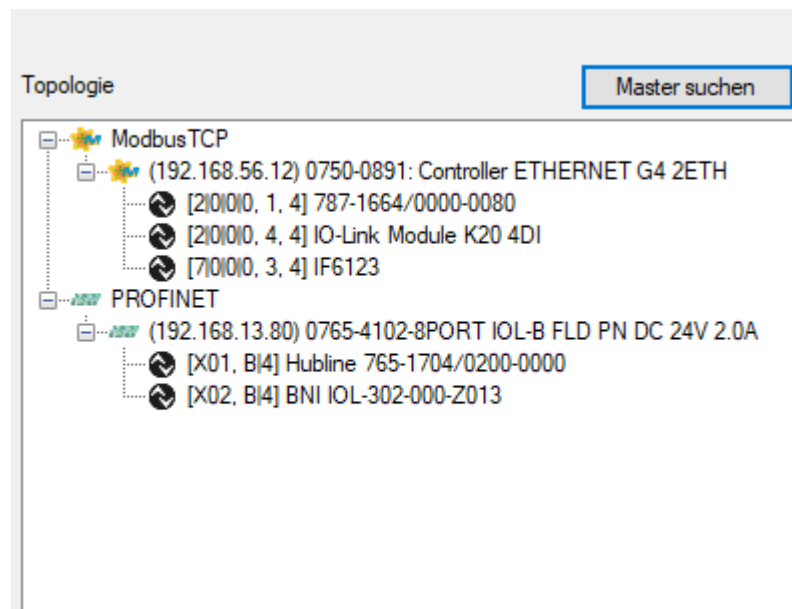 Topologie
Master suchen
ModbusTCP
(192.168.56.12) 0750-0891: Controller ETHERNET G4 2ETH
[2|0|0|0, 1, 4] 787-1664/0000-0080
[2|0|0|0, 4, 4] IO-Link Module K20 4DI
[7|0|0|0, 3, 4] IF6123
PROFINET
(192.168.13.80) 0765-4102-8PORT IOL-B FLD PN DC 24V 2.0A
[X01, B|4] Hubline 765-1704/0200-0000
[X02, B|4] BNI IOL-302-000-Z013